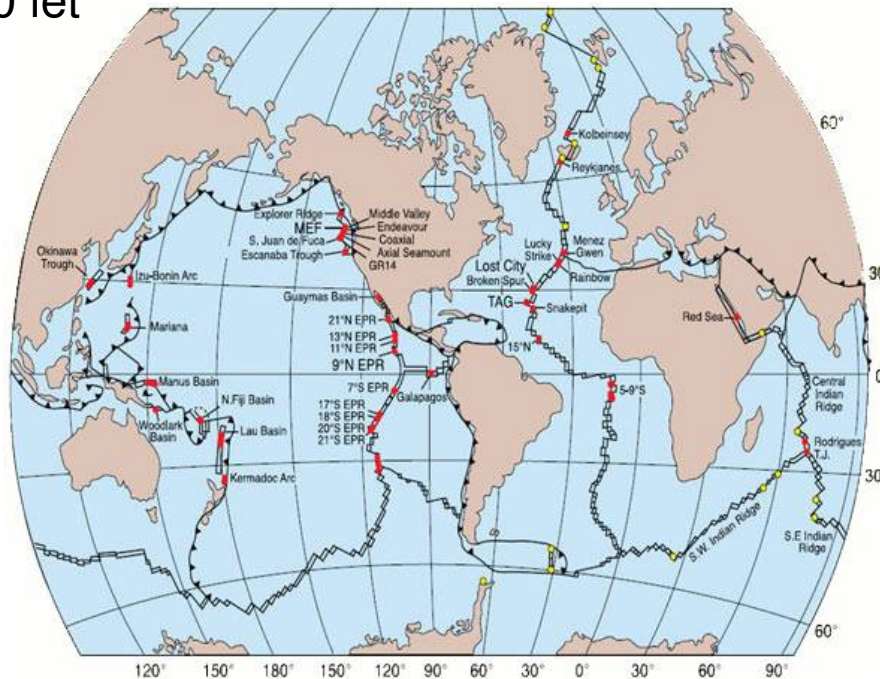 0 let
60°
Kolbeinsey
Reykjanes
Explorer Ridge
MEF
S. Juan de Fuca
Escanaba Trough
Middle Valley
Endeavour
Coaxial
Axial Seamount
GR14
Okinawa
Trough
Izu-Bonin Arc
Mariana
Guaymas Basin
21°N EPR
13°N EPR
11°N EPR
9°N EPR
7°S EPR
Galapagos
17°S EPR
18°S EPR
20°S EPR
21°S EPR
Lucky
Strike
Menez
Gwen
Lost City
Broken Spur
Rainbow
TAG
Snakepit
15°N
Red Sea
30
0
5-9°S
Manus Basin
N.Fiji Basin
Woodlark
Basin
Lau Basin
Kermadoc Arc
Central
Indian
Ridge
Rodrigues
T.J.
30
S.W. Indian Ridge
S.E Indian
Ridge
60°
120° 150° 180° 150° 120° 90° 60° 30° 0° 30° 60° 90°